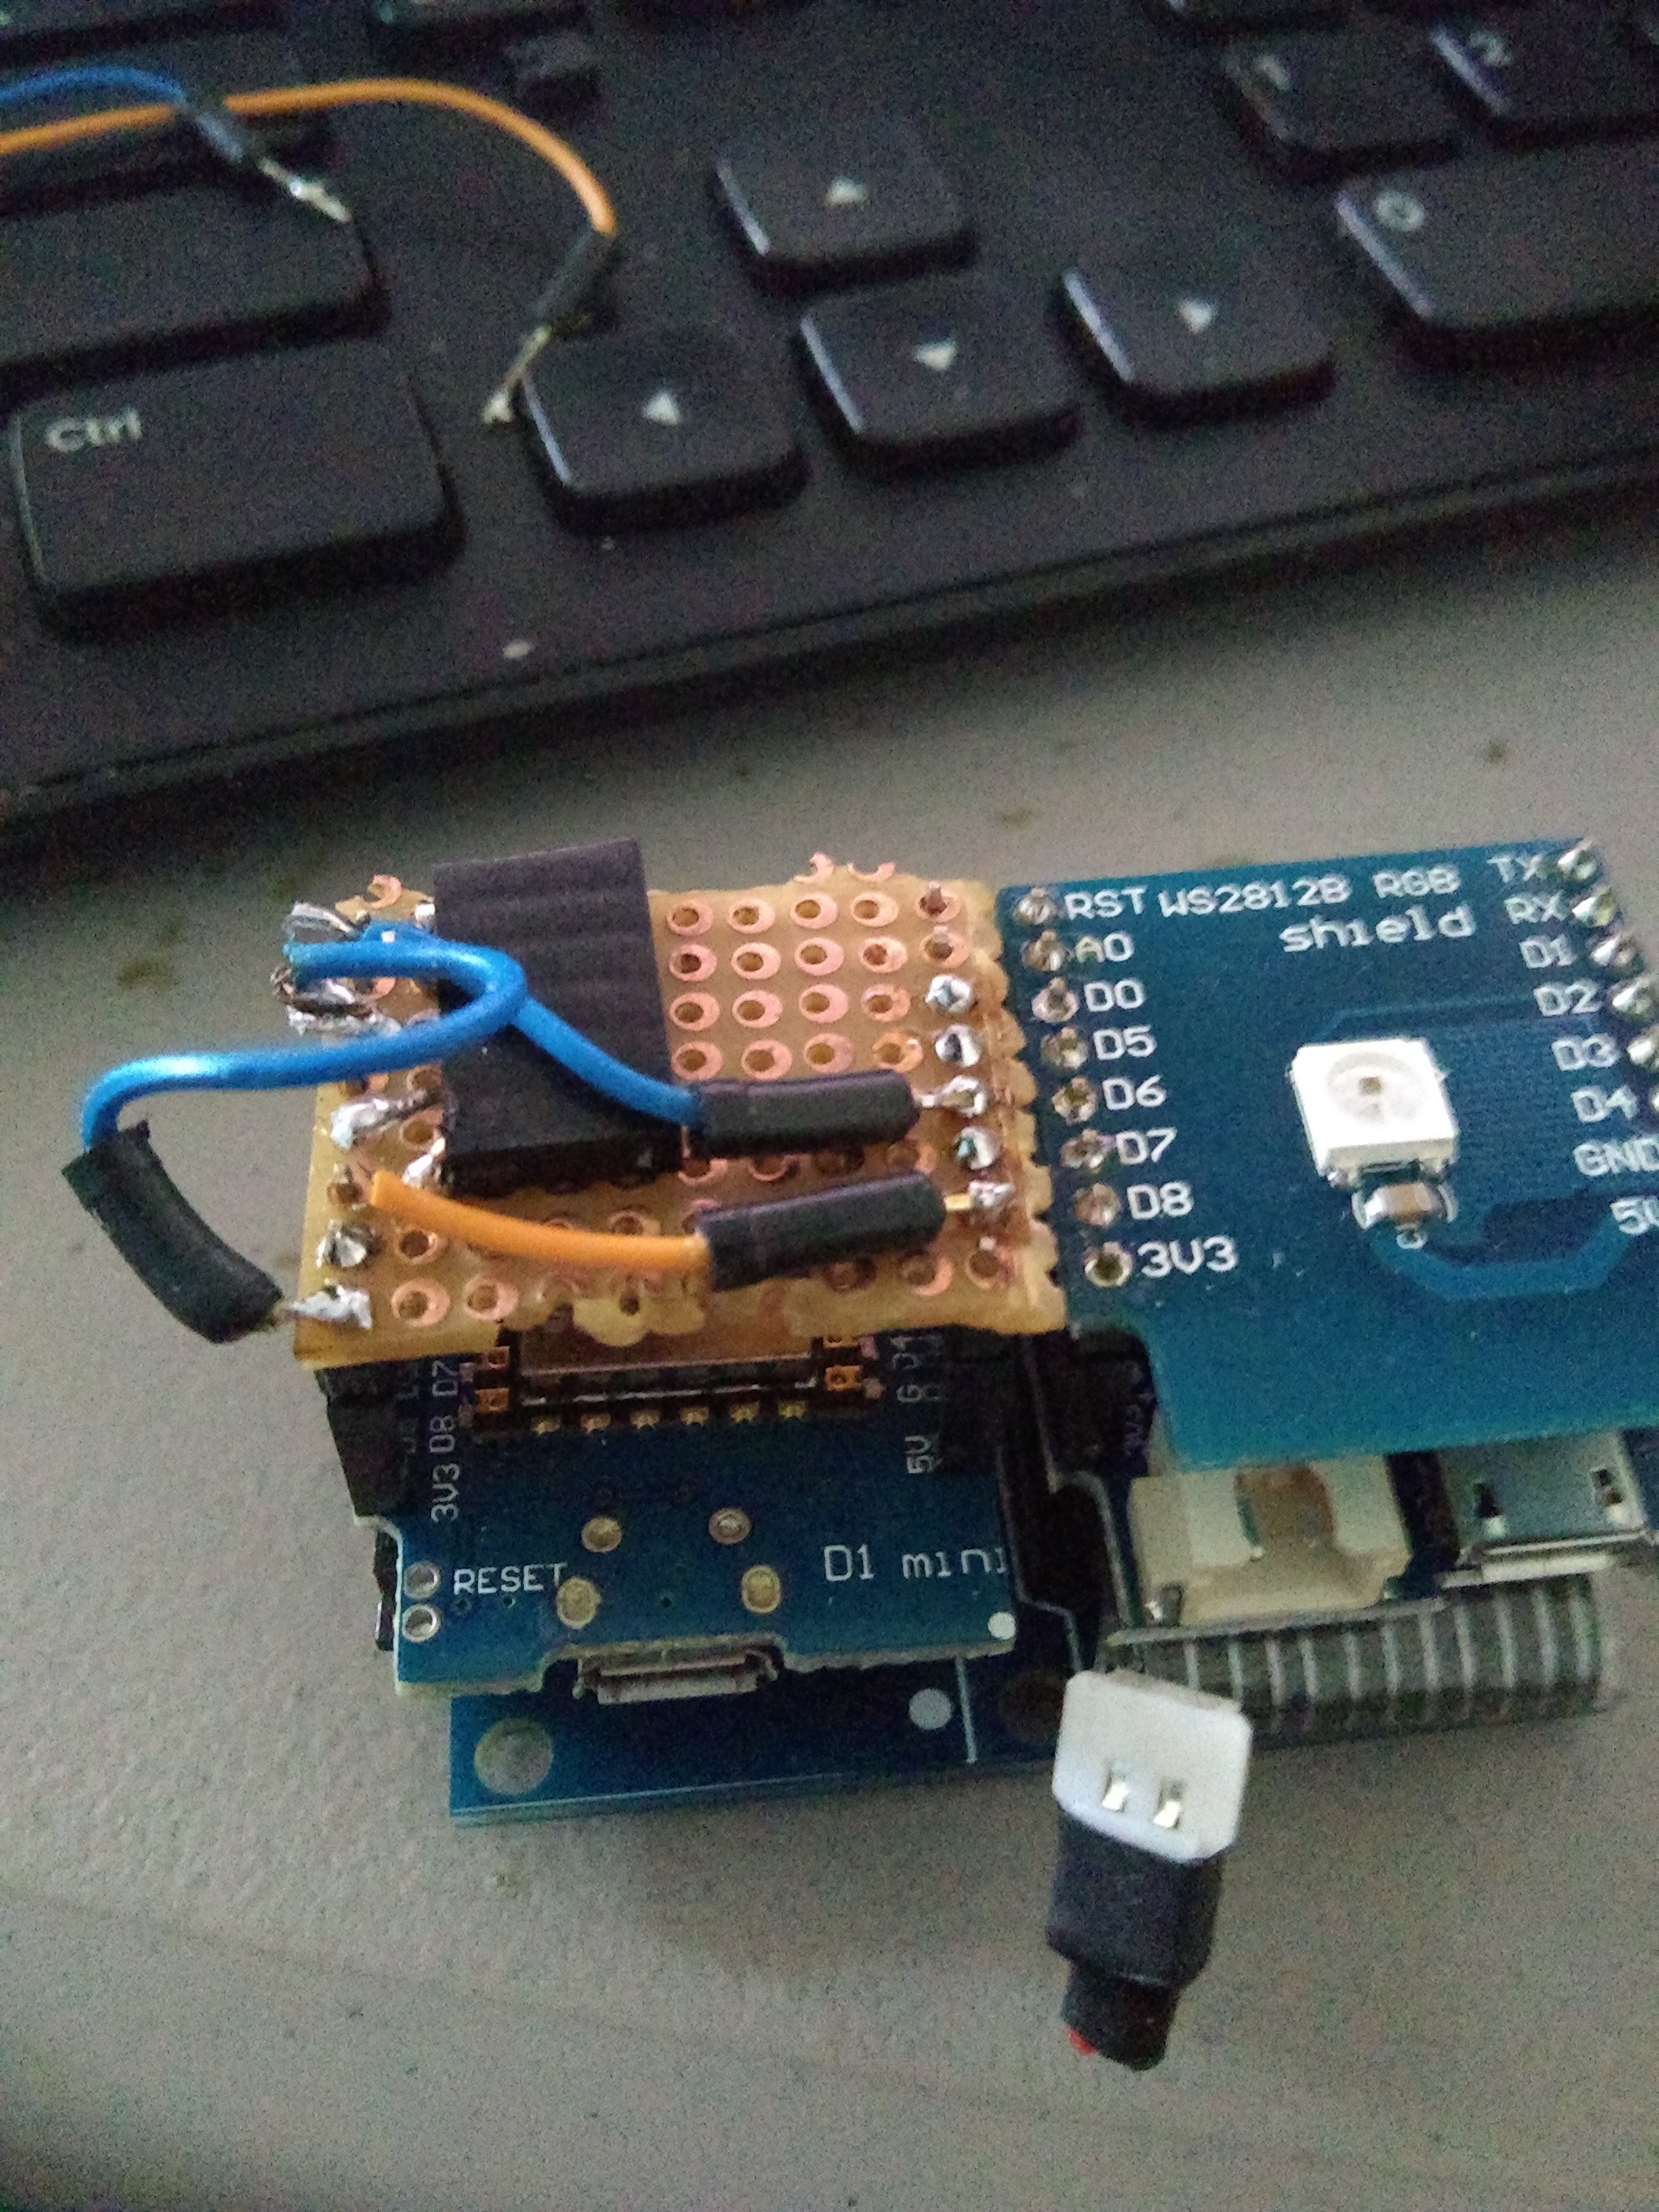 Ctrl
RST WS2812B RGB TX
shield RX
A0 D1
D0 D2
D5 D3
D6 D4
D7 GND
D8
3V3
3V3 D8 D7
5V G D4
RESET
D1 mini